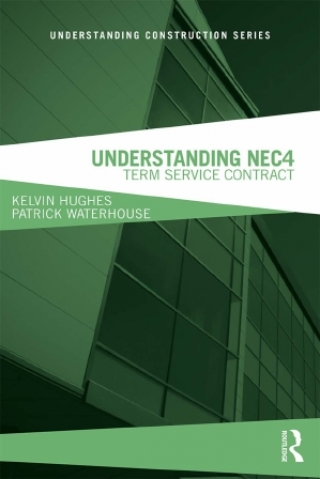 UNDERSTANDING CONSTRUCTION SERIES
UNDERSTANDING NEC4
TERM SERVICE CONTRACT
KELVIN HUGHES
PATRICK WATERHOUSE
R
ROUTLEDGE